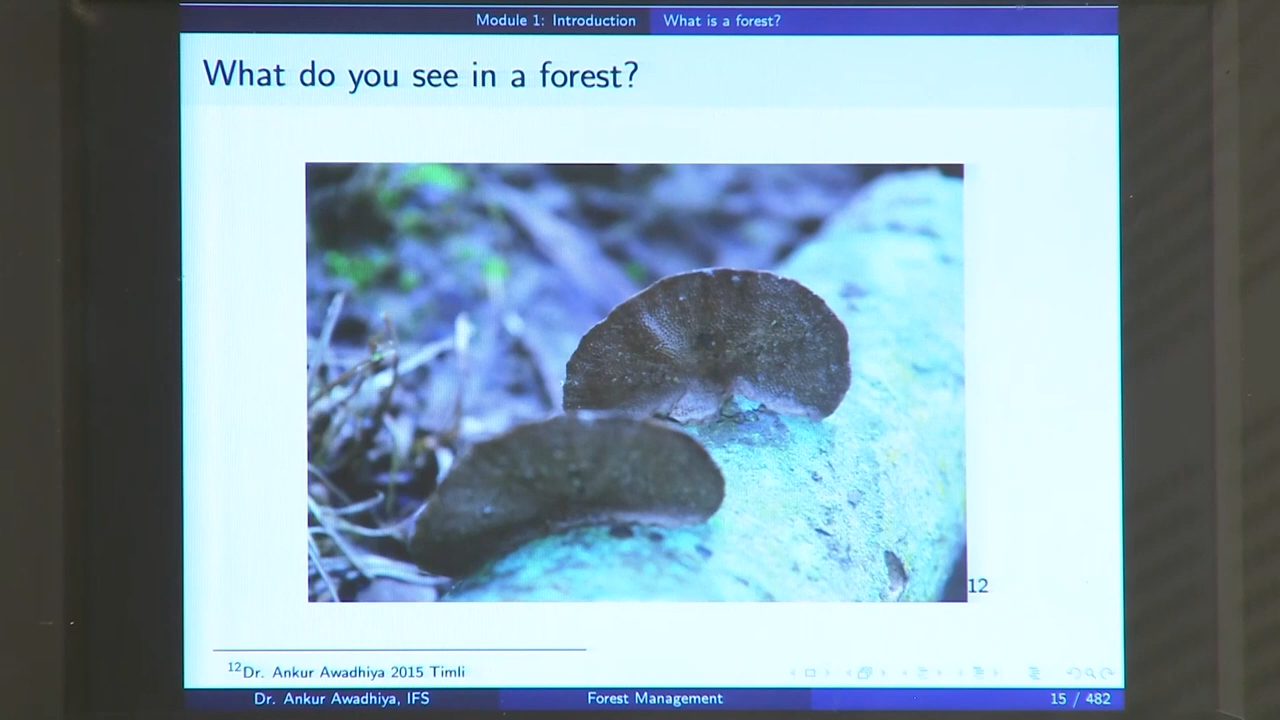 Module 1: Introduction What is a forest?
What do you see in a forest?
12
12Dr. Ankur Awadhiya 2015 Timli
Dr. Ankur Awadhiya, IFS Forest Management 15 / 482